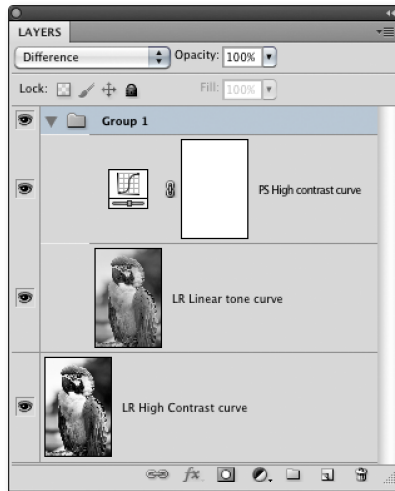 LAYERS
Difference Opacity: 100%
Lock: Fill: 100%
Group 1
PS High contrast curve
LR Linear tone curve
LR High Contrast curve
fx